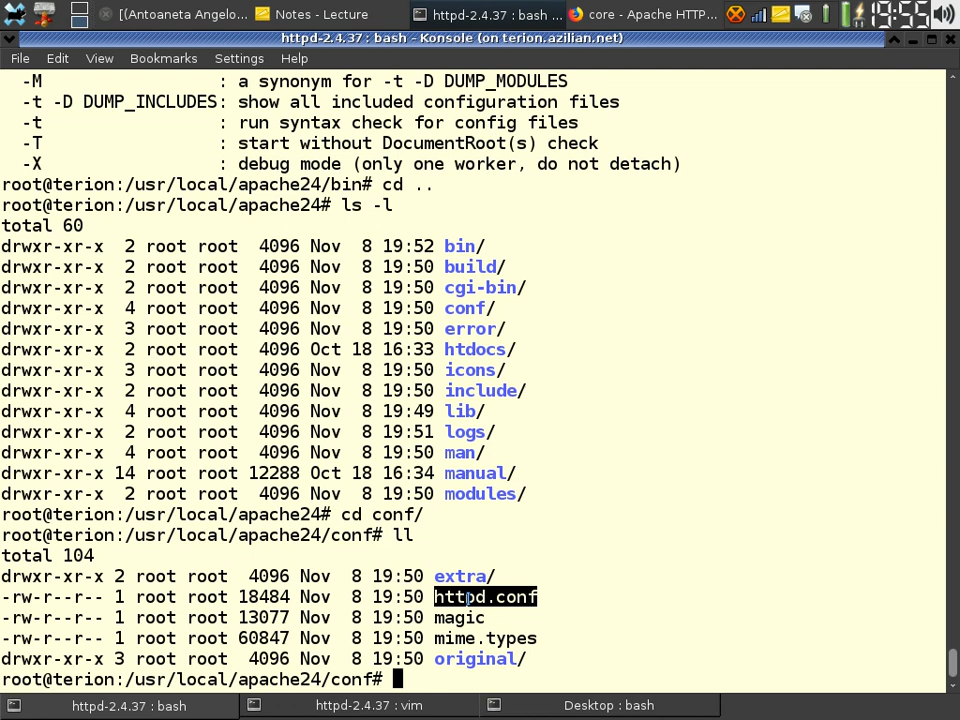 [(Antoaneta Angelo... Notes - Lecture httpd-2.4.37 : bash ... core - Apache HTTP... 19:55
httpd-2.4.37 : bash - Konsole (on terion.azilian.net)
File Edit View Bookmarks Settings Help
-M : a synonym for -t -D DUMP_MODULES
-t -D DUMP_INCLUDES: show all included configuration files
-t : run syntax check for config files
-T : start without DocumentRoot(s) check
-X : debug mode (only one worker, do not detach)
root@terion:/usr/local/apache24/bin# cd ..
root@terion:/usr/local/apache24# ls -l
total 60
drwxr-xr-x 2 root root 4096 Nov 8 19:52 bin/
drwxr-xr-x 2 root root 4096 Nov 8 19:50 build/
drwxr-xr-x 2 root root 4096 Nov 8 19:50 cgi-bin/
drwxr-xr-x 4 root root 4096 Nov 8 19:50 conf/
drwxr-xr-x 3 root root 4096 Nov 8 19:50 error/
drwxr-xr-x 2 root root 4096 Oct 18 16:33 htdocs/
drwxr-xr-x 3 root root 4096 Nov 8 19:50 icons/
drwxr-xr-x 2 root root 4096 Nov 8 19:50 include/
drwxr-xr-x 4 root root 4096 Nov 8 19:49 lib/
drwxr-xr-x 2 root root 4096 Nov 8 19:51 logs/
drwxr-xr-x 4 root root 4096 Nov 8 19:50 man/
drwxr-xr-x 14 root root 12288 Oct 18 16:34 manual/
drwxr-xr-x 2 root root 4096 Nov 8 19:50 modules/
root@terion:/usr/local/apache24# cd conf/
root@terion:/usr/local/apache24/conf# ll
total 104
drwxr-xr-x 2 root root 4096 Nov 8 19:50 extra/
-rw-r--r-- 1 root root 18484 Nov 8 19:50 httpd.conf
-rw-r--r-- 1 root root 13077 Nov 8 19:50 magic
-rw-r--r-- 1 root root 60847 Nov 8 19:50 mime.types
drwxr-xr-x 3 root root 4096 Nov 8 19:50 original/
root@terion:/usr/local/apache24/conf#
httpd-2.4.37 : bash httpd-2.4.37 : vim Desktop : bash